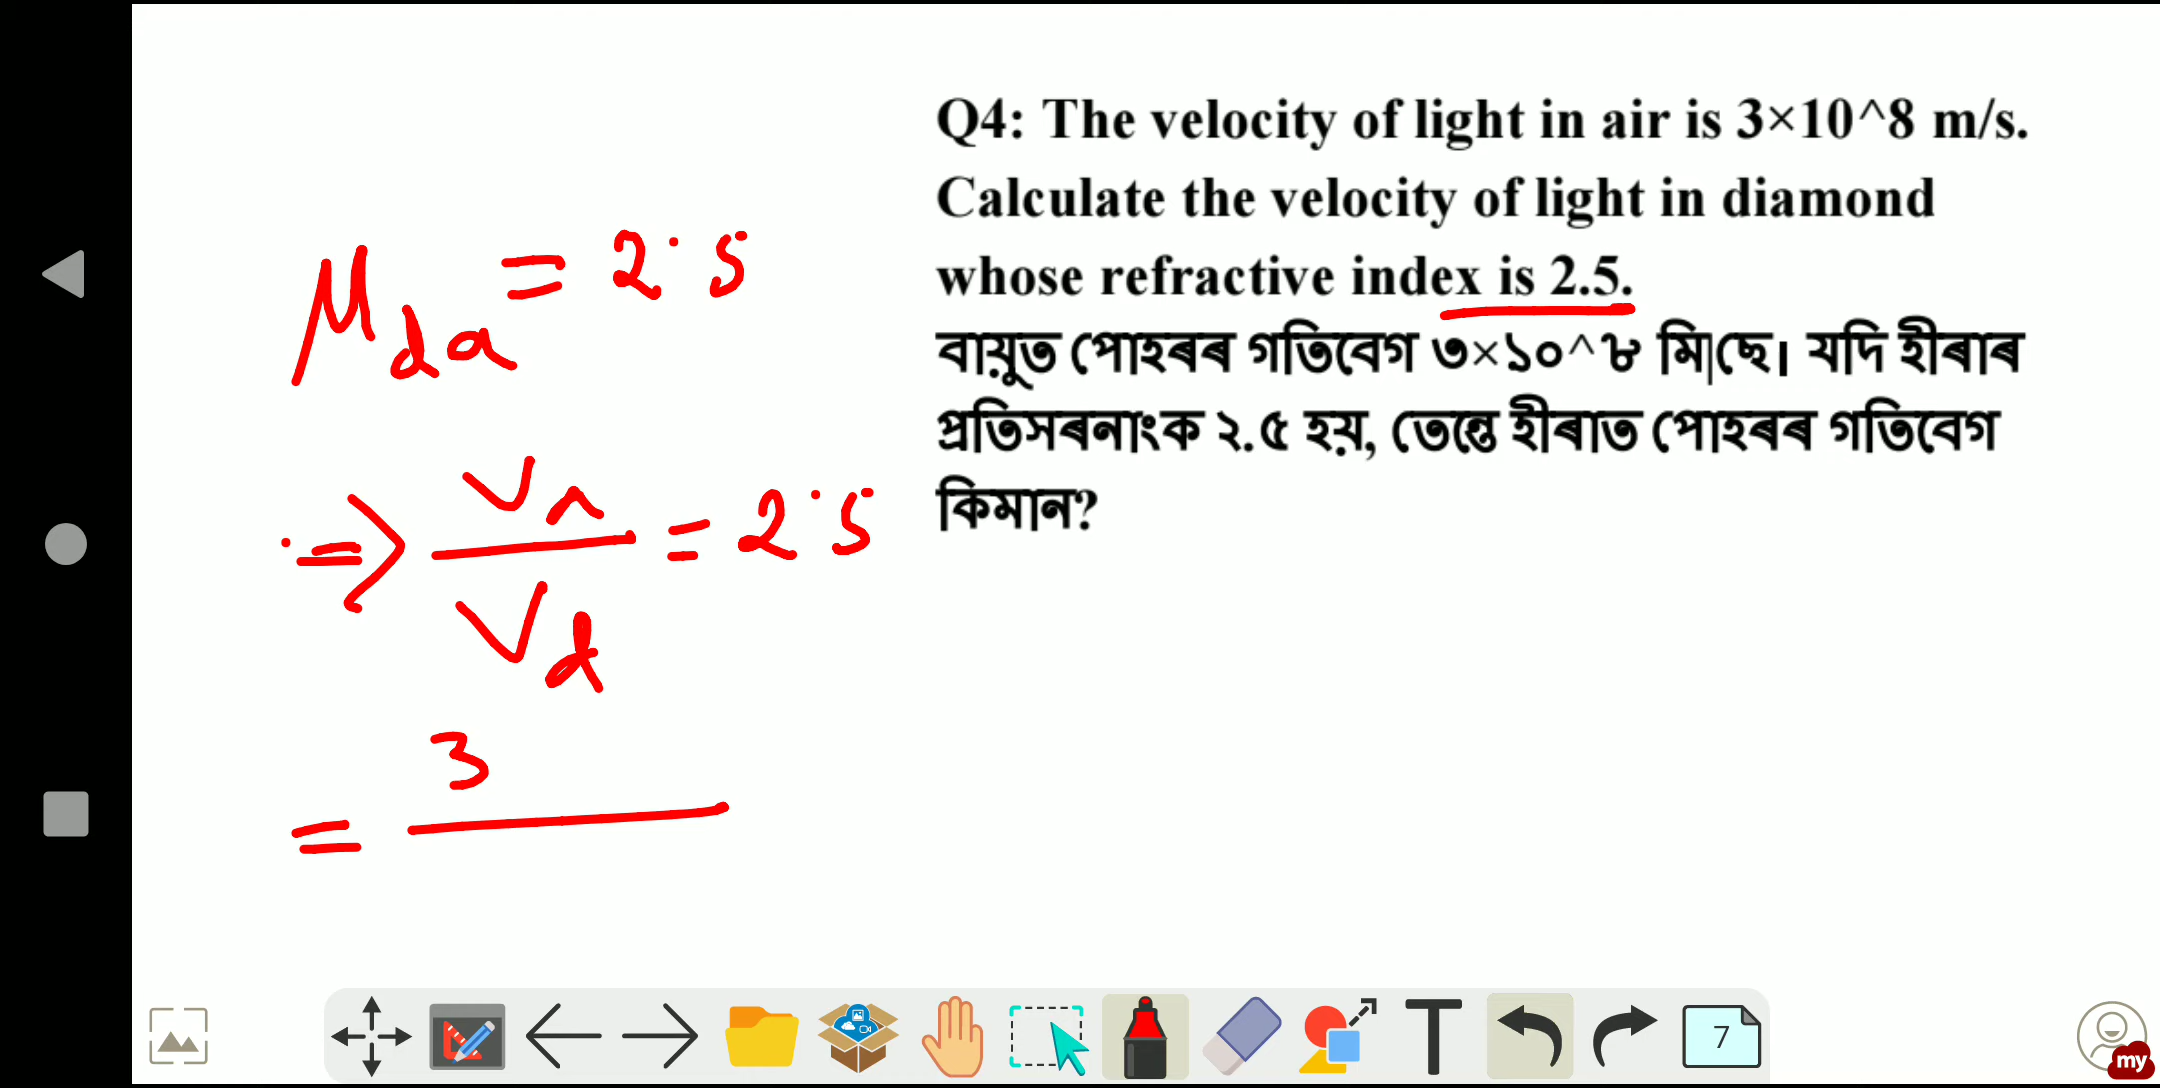 Q4: The velocity of light in air is 3×10^8 m/s.
Calculate the velocity of light in diamond
whose refractive index is 2.5.
বায়ুত পোহৰৰ গতিবেগ ৩×১০^৮ মি|ছে। যদি হীৰাৰ
প্ৰতিসৰনাংক ২.৫ হয়, তেন্তে হীৰাত পোহৰৰ গতিবেগ
কিমান?
μda = 2.5
⇒ Va/Vd = 2.5
= 3
7
my